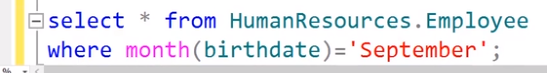 select * from HumanResources.Employee
where month(birthdate)='September';
%